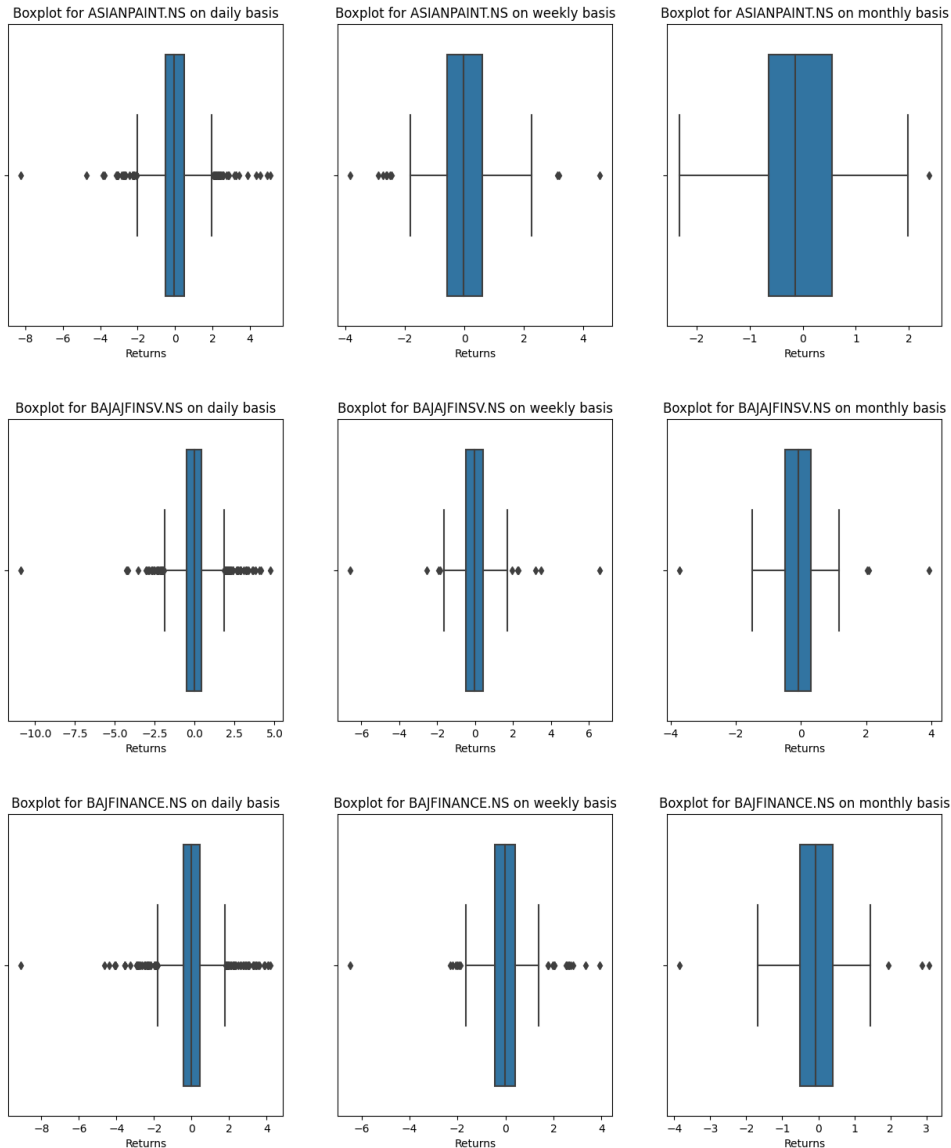 Boxplot for ASIANPAINT.NS on daily basis
Boxplot for ASIANPAINT.NS on weekly basis
Boxplot for ASIANPAINT.NS on monthly basis
−8 −6 −4 −2 0 2 4
−4 −2 0 2 4
−2 −1 0 1 2
Returns
Returns
Returns
Boxplot for BAJAJFINSV.NS on daily basis
Boxplot for BAJAJFINSV.NS on weekly basis
Boxplot for BAJAJFINSV.NS on monthly basis
−10.0 −7.5 −5.0 −2.5 0.0 2.5 5.0
−6 −4 −2 0 2 4 6
−4 −2 0 2 4
Returns
Returns
Returns
Boxplot for BAJFINANCE.NS on daily basis
Boxplot for BAJFINANCE.NS on weekly basis
Boxplot for BAJFINANCE.NS on monthly basis
−8 −6 −4 −2 0 2 4
−6 −4 −2 0 2 4
−4 −3 −2 −1 0 1 2 3
Returns
Returns
Returns